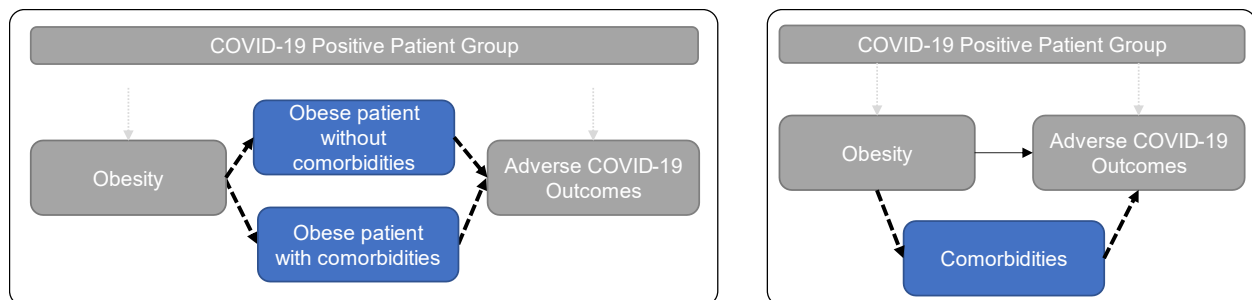 COVID-19 Positive Patient Group
Obese patient
without
comorbidities
Obesity
Adverse COVID-19
Outcomes
Obese patient
with comorbidities
COVID-19 Positive Patient Group
Obesity
Adverse COVID-19
Outcomes
Comorbidities